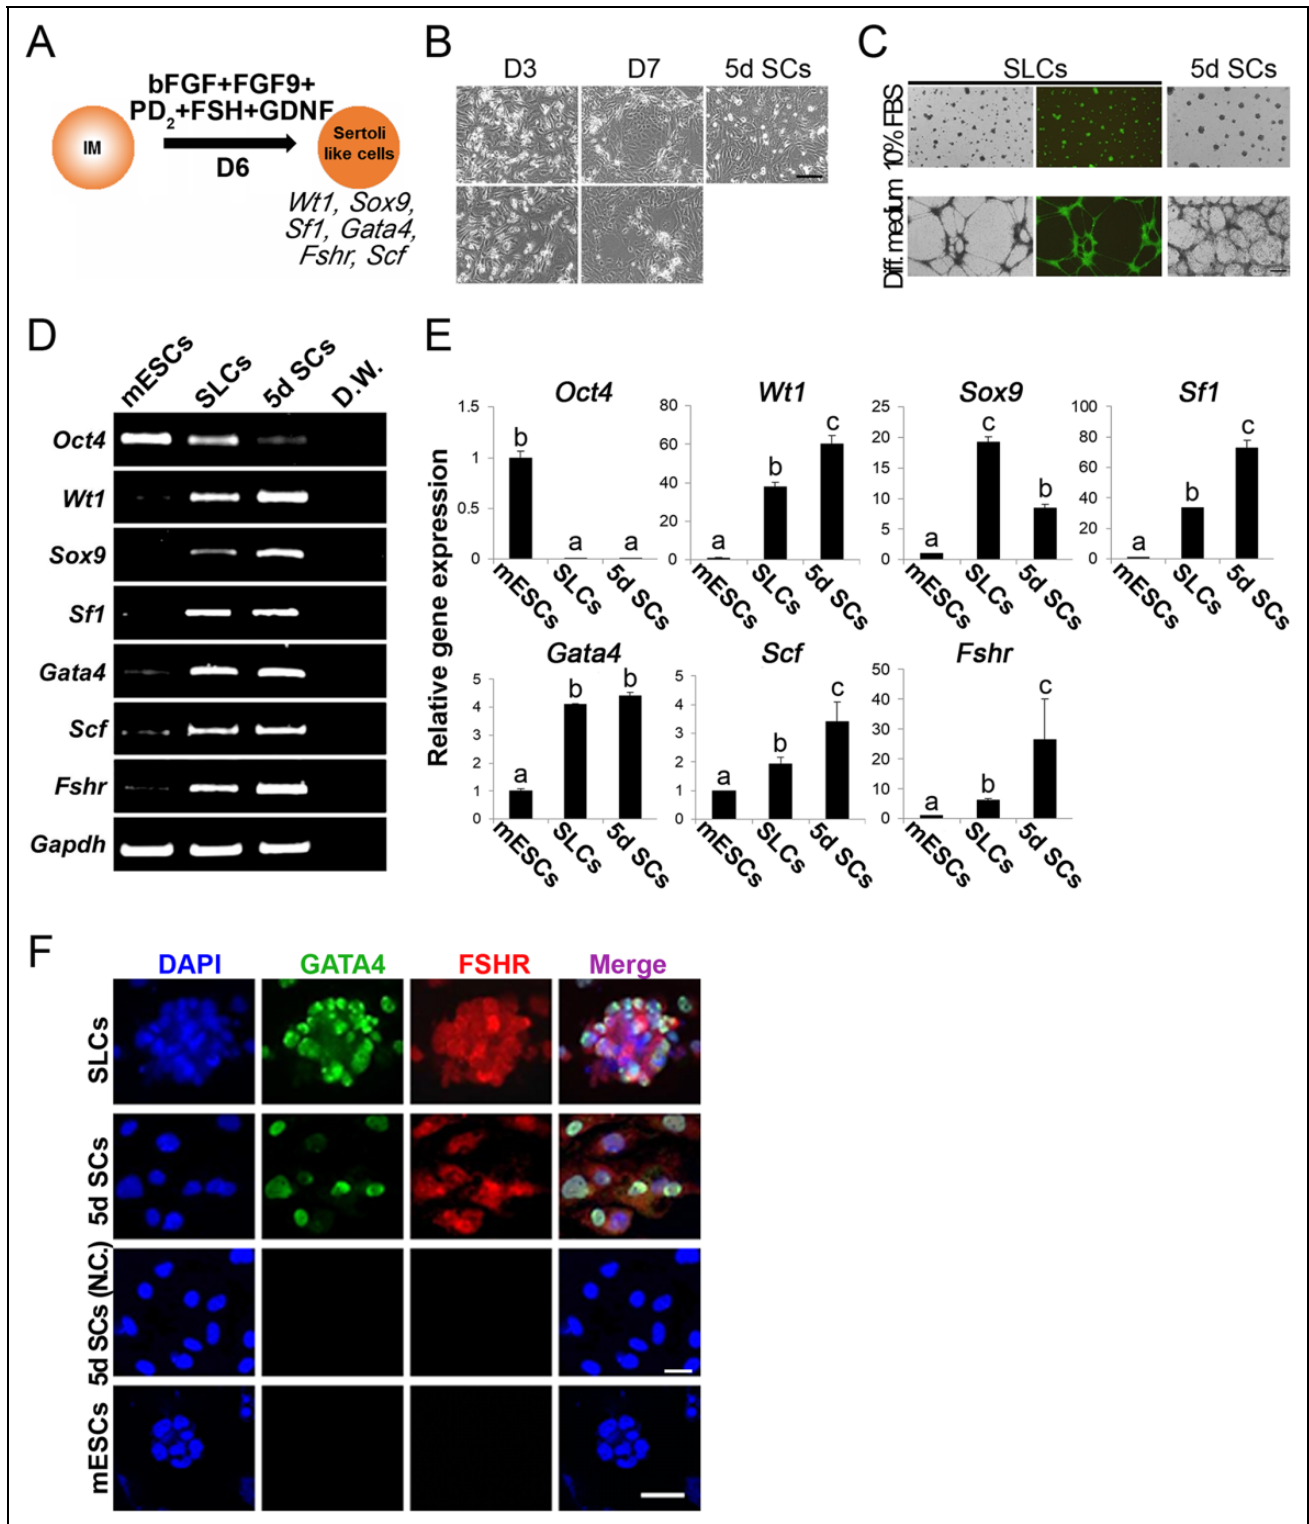 A
bFGF+FGF9+
PD2+FSH+GDNF
IM
D6
Sertoli
like cells
Wt1, Sox9,
Sf1, Gata4,
Fshr, Scf
B
D3 D7 5d SCs
C
SLCs 5d SCs
10% FBS
Diff. medium
D
mESCs SLCs 5d SCs D.W.
Oct4
Wt1
Sox9
Sf1
Gata4
Scf
Fshr
Gapdh
E
Relative gene expression
Oct4
1.5
1
0.5
0
b a a
mESCs SLCs 5d SCs
Wt1
80
60
40
20
0
a b c
mESCs SLCs 5d SCs
Sox9
25
20
15
10
5
0
a c b
mESCs SLCs 5d SCs
Sf1
100
80
60
40
20
0
a b c
mESCs SLCs 5d SCs
Gata4
5
4
3
2
1
0
a b b
mESCs SLCs 5d SCs
Scf
5
4
3
2
1
0
a b c
mESCs SLCs 5d SCs
Fshr
50
40
30
20
10
0
a b c
mESCs SLCs 5d SCs
F
DAPI GATA4 FSHR Merge
SLCs
5d SCs
5d SCs (N.C.)
mESCs